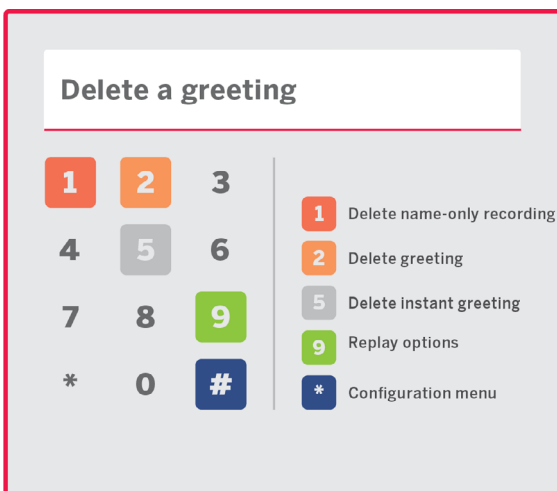 Delete a greeting
1 2 3
4 5 6
7 8 9
* 0 #
1 Delete name-only recording
2 Delete greeting
5 Delete instant greeting
9 Replay options
* Configuration menu